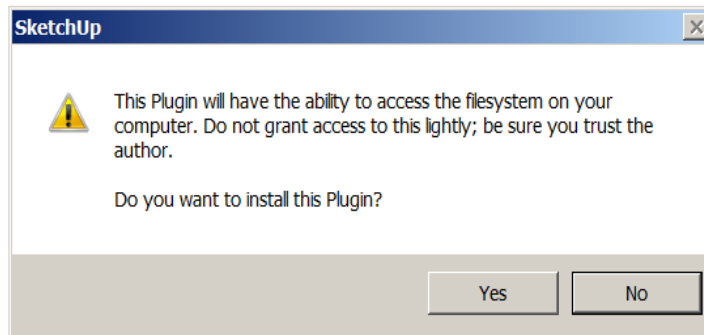 SketchUp
This Plugin will have the ability to access the filesystem on your
computer. Do not grant access to this lightly; be sure you trust the
author.
Do you want to install this Plugin?
Yes
No